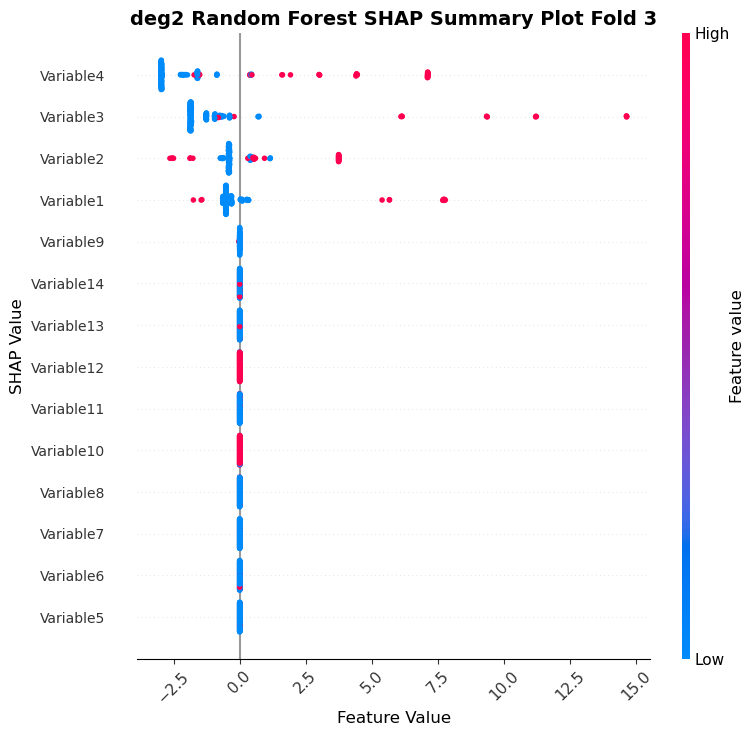 deg2 Random Forest SHAP Summary Plot Fold 3
High
Variable4
Variable3
Variable2
Variable1
Variable9
Variable14
Variable13
Variable12
Variable11
Variable10
Variable8
Variable7
Variable6
Variable5
SHAP Value
Feature value
Low
−2.5 0.0 2.5 5.0 7.5 10.0 12.5 15.0
Feature Value